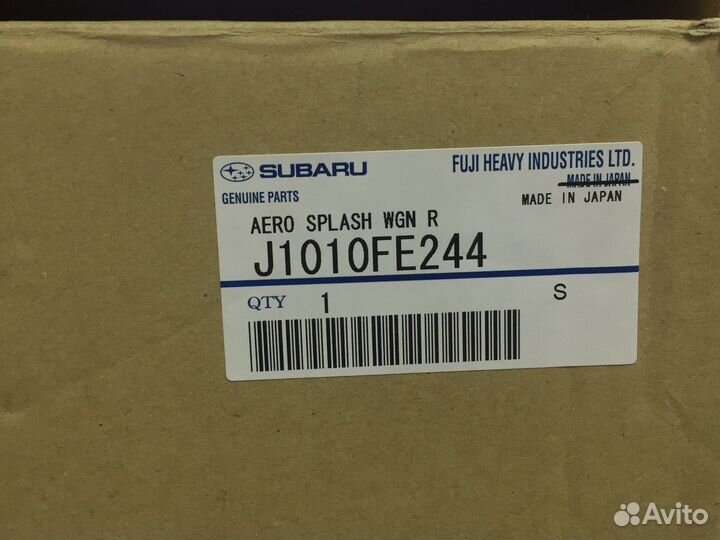 SUBARU
FUJI HEAVY INDUSTRIES LTD.
GENUINE PARTS
MADE IN JAPAN
MADE IN JAPAN
AERO SPLASH WGN R
J1010FE244
QTY 1 S
Avito